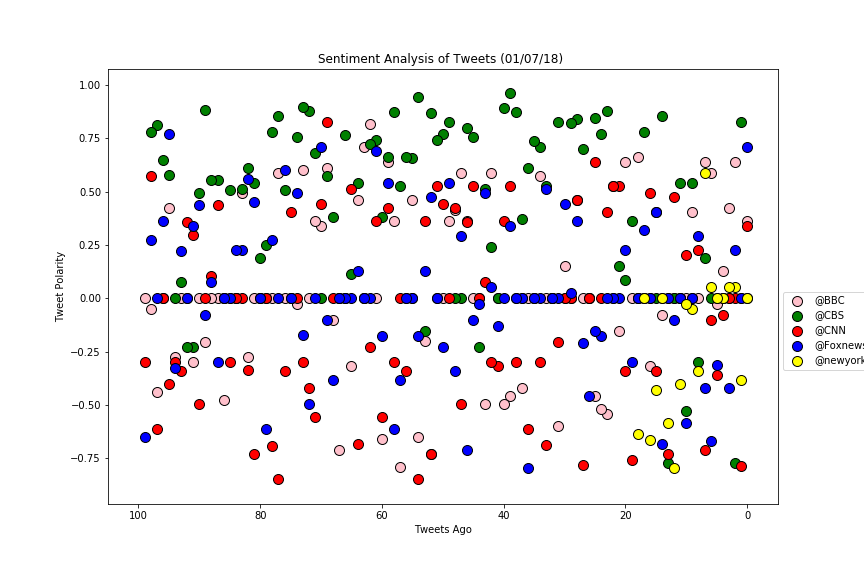 Sentiment Analysis of Tweets (01/07/18)
1.00
0.75
0.50
0.25
0.00
−0.25
−0.50
−0.75
Tweet Polarity
100 80 60 40 20 0
Tweets Ago
@BBC
@CBS
@CNN
@Foxnews
@newyork